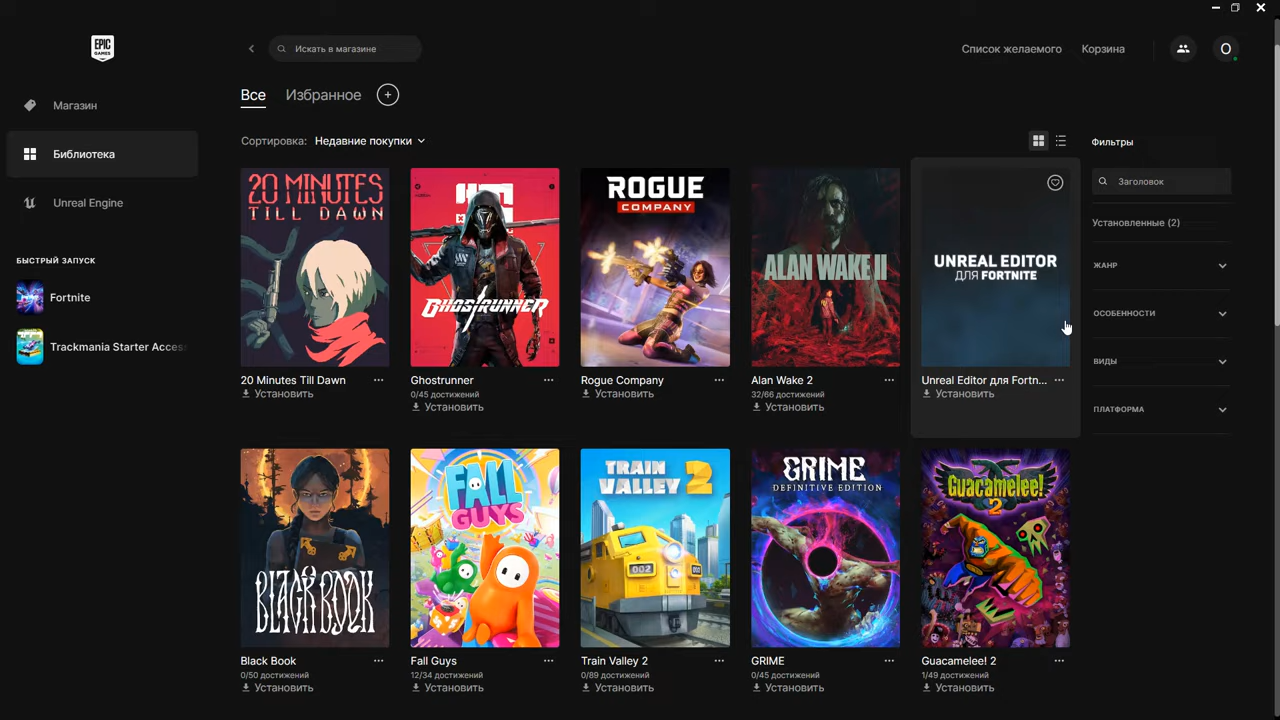 EPIC
GAMES
Искать в магазине
Список желаемого
Корзина
O
Магазин
Библиотека
Unreal Engine
БЫСТРЫЙ ЗАПУСК
Fortnite
Trackmania Starter Acces
Все
Избранное
Сортировка: Недавние покупки
Фильтры
Заголовок
Установленные (2)
ЖАНР
ОСОБЕННОСТИ
ВИДЫ
ПЛАТФОРМА
20 MINUTES
TILL DAWN
20 Minutes Till Dawn
Установить
GHOSTRUNNER
Ghostrunner
0/45 достижений
Установить
ROGUE
COMPANY
Rogue Company
Установить
ALAN WAKE II
Alan Wake 2
32/66 достижений
Установить
UNREAL EDITOR
ДЛЯ FORTNITE
Unreal Editor для Fortn...
Установить
BLACK BOOK
Black Book
0/50 достижений
Установить
FALL
GUYS
Fall Guys
12/34 достижений
Установить
TRAIN
VALLEY 2
002
Train Valley 2
0/89 достижений
Установить
GRIME
DEFINITIVE EDITION
GRIME
0/45 достижений
Установить
Guacamelee!
2
Guacamelee! 2
1/49 достижений
Установить